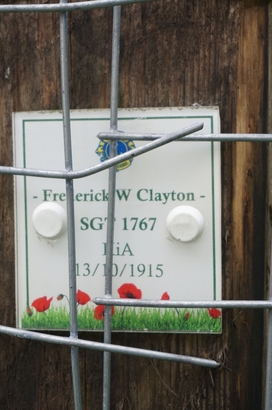 - Frederick W Clayton -
SGT 1767
KiA
13/10/1915